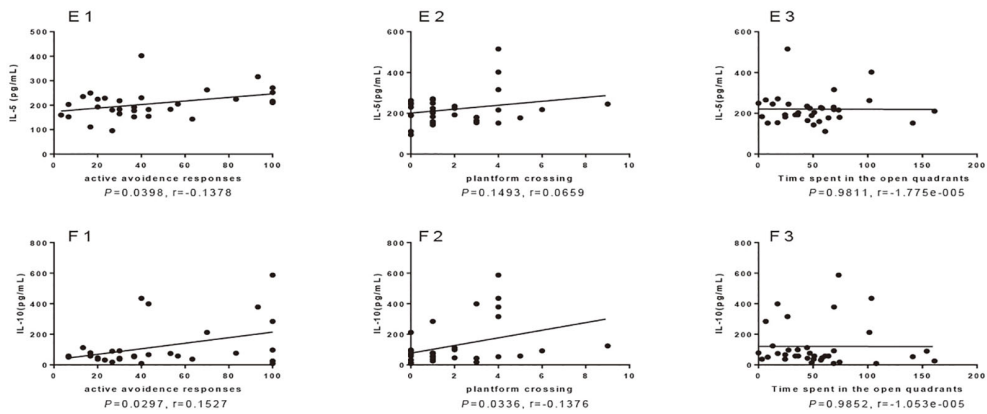 E1
IL-5 (pg/mL)
500
400
300
200
100
0
0 20 40 60 80 100
active avoidence responses
P=0.0398, r=-0.1378
E2
IL-5(pg/mL)
600
400
200
0
0 2 4 6 8 10
plantform crossing
P=0.1493, r=0.0659
E3
IL-5(pg/mL)
600
400
200
0
0 50 100 150 200
Time spent in the open quadrants
P=0.9811, r=-1.775e-005
F1
IL-10(pg/mL)
800
600
400
200
0
0 20 40 60 80 100
active avoidence responses
P=0.0297, r=0.1527
F2
IL-10(pg/mL)
800
600
400
200
0
0 2 4 6 8 10
plantform crossing
P=0.0336, r=-0.1376
F3
IL-10(pg/mL)
800
600
400
200
0
0 50 100 150 200
Time spent in the open quadrants
P=0.9852, r=-1.053e-005